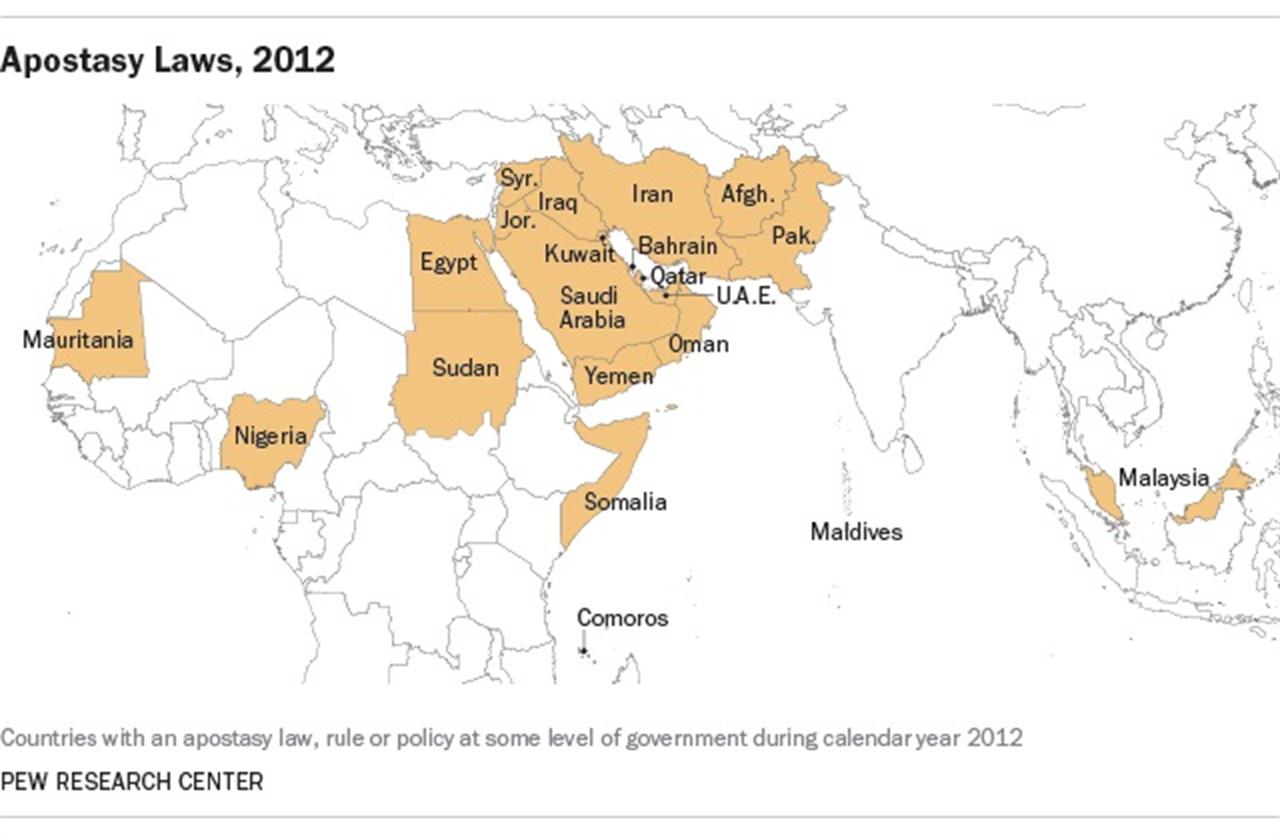 Apostasy Laws, 2012
Syr.
Iraq
Iran
Afgh.
Jor.
Pak.
Kuwait
Bahrain
Egypt
Qatar
Saudi
Arabia
U.A.E.
Mauritania
Oman
Sudan
Yemen
Nigeria
Malaysia
Somalia
Maldives
Comoros
Countries with an apostasy law, rule or policy at some level of government during calendar year 2012
PEW RESEARCH CENTER